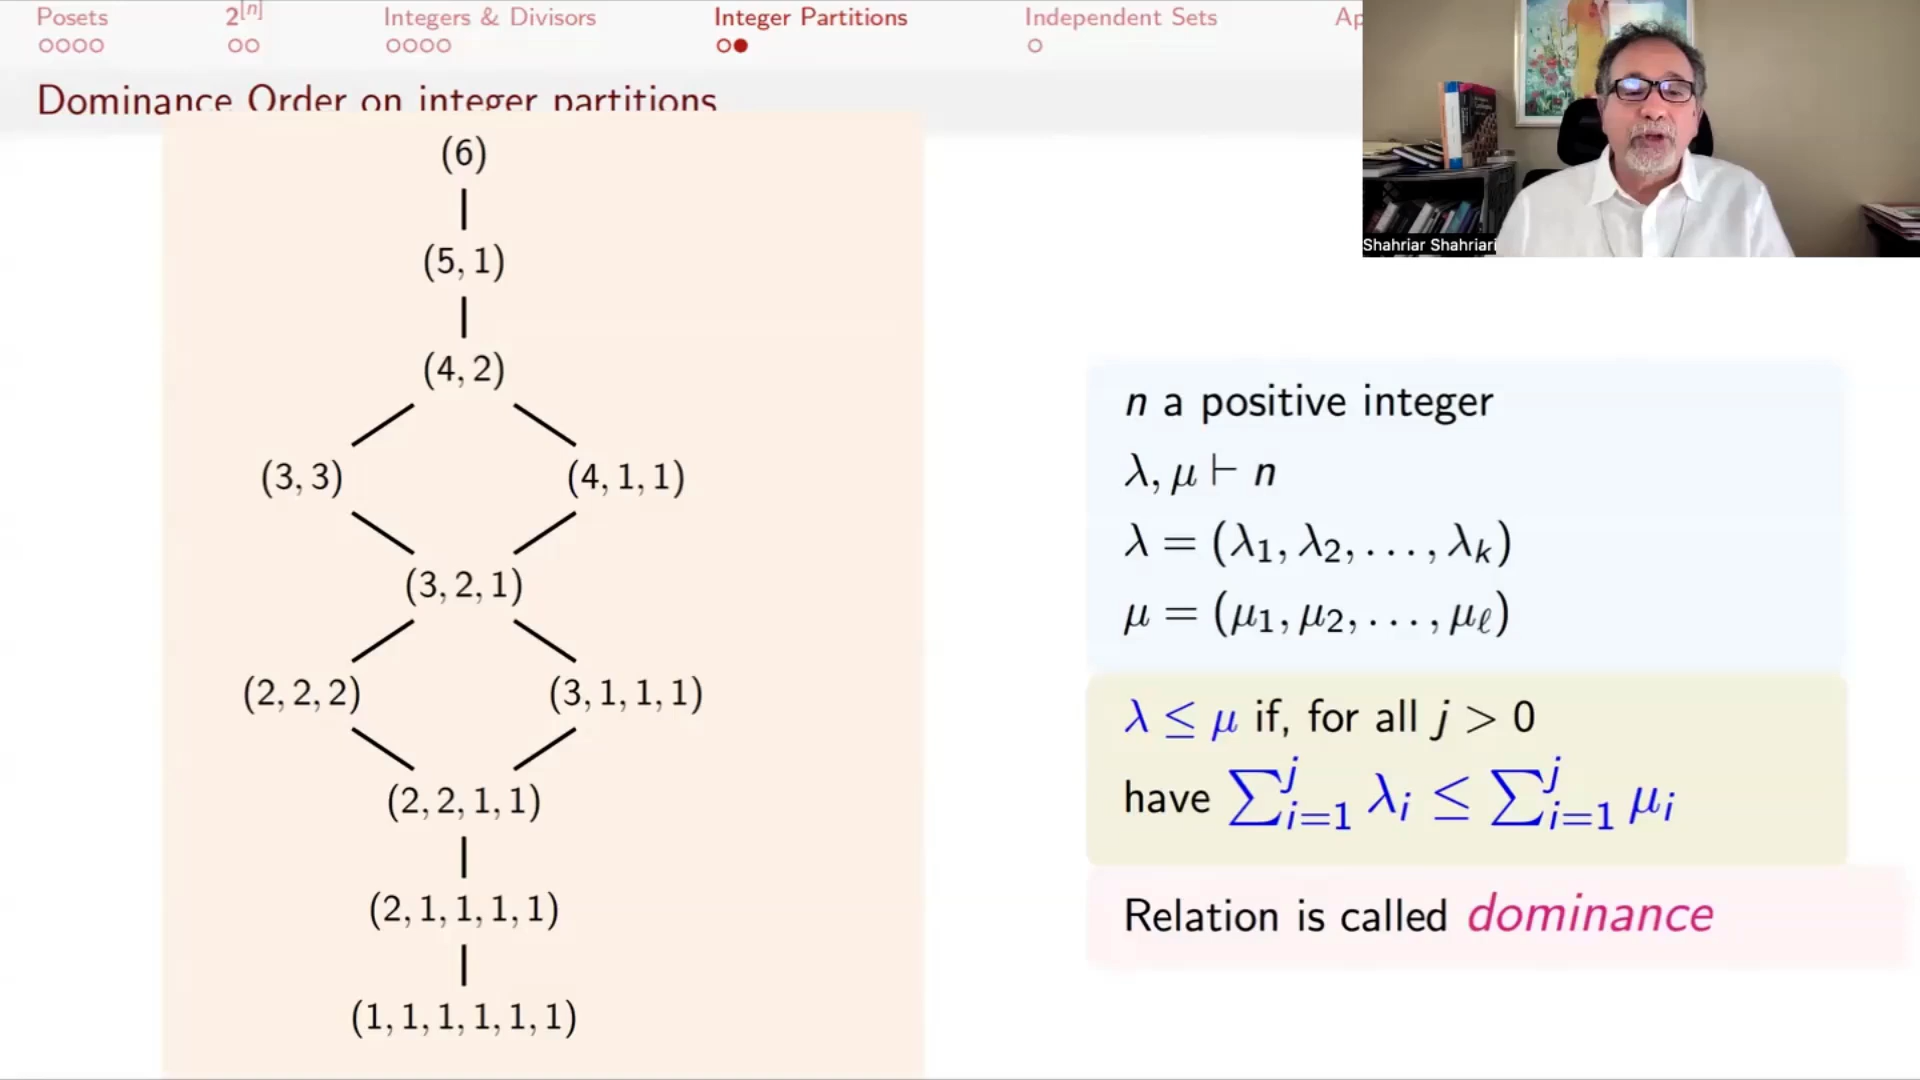 Posets
2^[n]
Integers & Divisors
Integer Partitions
Independent Sets
Ap
Dominance Order on integer partitions
Shahriar Shahriari
(6)
(5, 1)
(4, 2)
(3, 3) (4, 1, 1)
(3, 2, 1)
(2, 2, 2) (3, 1, 1, 1)
(2, 2, 1, 1)
(2, 1, 1, 1, 1)
(1, 1, 1, 1, 1, 1)
n a positive integer
λ, μ ⊢ n
λ = (λ₁, λ₂, . . . , λₖ)
μ = (μ₁, μ₂, . . . , μ_ℓ)
λ ≤ μ if, for all j > 0
have ∑ʲᵢ₌₁ λᵢ ≤ ∑ʲᵢ₌₁ μᵢ
Relation is called dominance